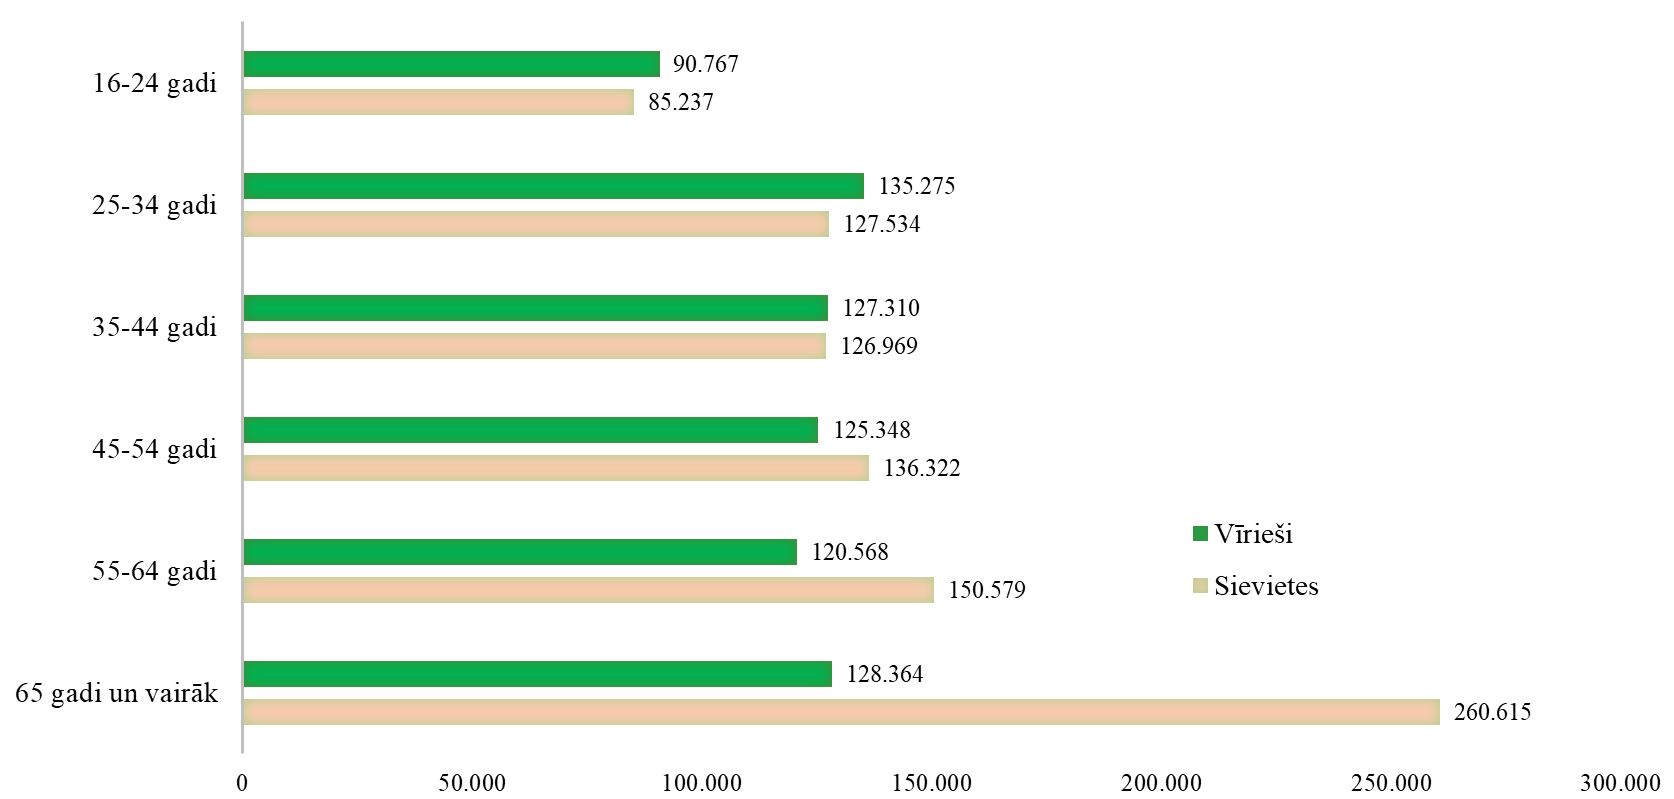 16-24 gadi
90.767
85.237
25-34 gadi
135.275
127.534
35-44 gadi
127.310
126.969
45-54 gadi
125.348
136.322
55-64 gadi
120.568
150.579
65 gadi un vairāk
128.364
260.615
Vīrieši
Sievietes
0 50.000 100.000 150.000 200.000 250.000 300.000